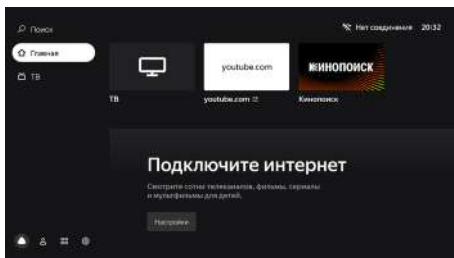 Поиск
Нет соединения 20:32
Главная
ТВ
youtube.com
КИНОПОИСК
ТВ
youtube.com
Кинопоиск
Подключите интернет
Смотрите сотни телеканалов, фильмы, сериалы
и мультфильмы для детей.
Настройки